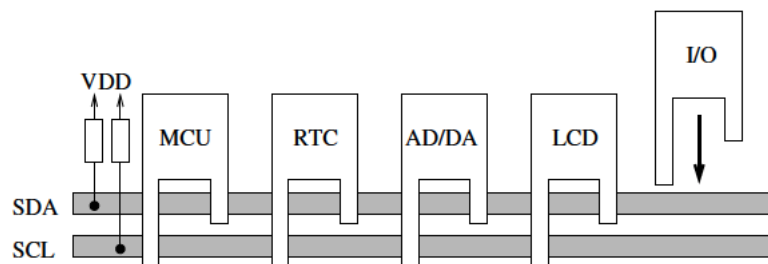 I/O
VDD
MCU
RTC
AD/DA
LCD
SDA
SCL